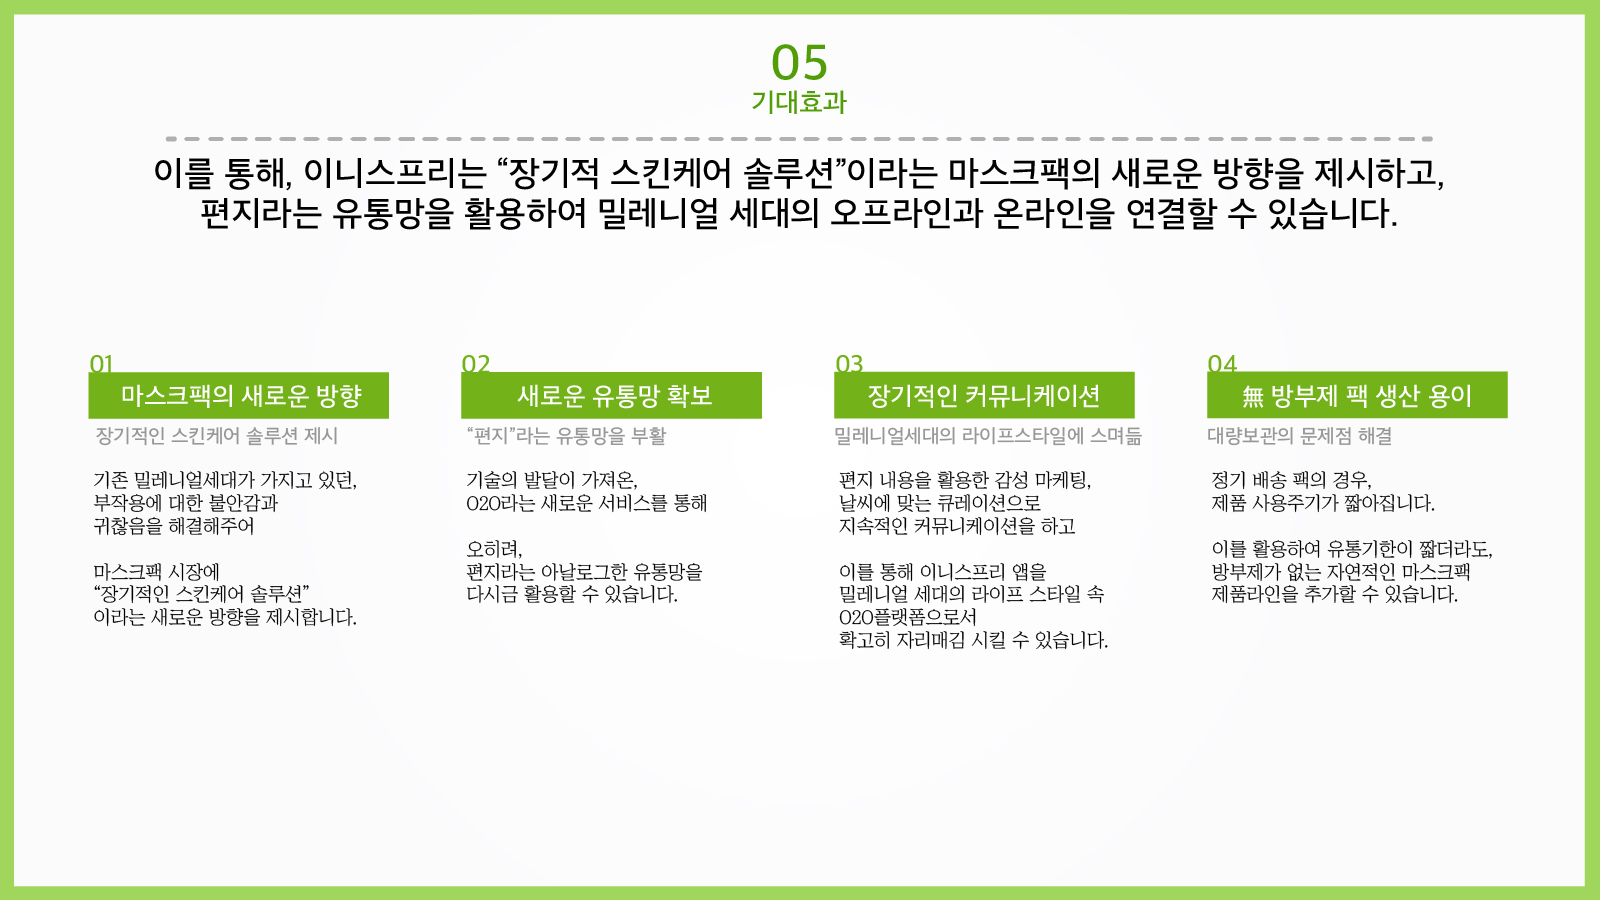 05
기대효과
이를 통해, 이니스프리는 “장기적 스킨케어 솔루션”이라는 마스크팩의 새로운 방향을 제시하고,
편지라는 유통망을 활용하여 밀레니얼 세대의 오프라인과 온라인을 연결할 수 있습니다.
01
마스크팩의 새로운 방향
장기적인 스킨케어 솔루션 제시
기존 밀레니얼세대가 가지고 있던,
부작용에 대한 불안감과
귀찮음을 해결해주어
마스크팩 시장에
“장기적인 스킨케어 솔루션”
이라는 새로운 방향을 제시합니다.
02
새로운 유통망 확보
“편지”라는 유통망을 부활
기술의 발달이 가져온,
O2O라는 새로운 서비스를 통해
오히려,
편지라는 아날로그한 유통망을
다시금 활용할 수 있습니다.
03
장기적인 커뮤니케이션
밀레니얼세대의 라이프스타일에 스며듦
편지 내용을 활용한 감성 마케팅,
날씨에 맞는 큐레이션으로
지속적인 커뮤니케이션을 하고
이를 통해 이니스프리 앱을
밀레니얼 세대의 라이프 스타일 속
O2O플랫폼으로서
확고히 자리매김 시킬 수 있습니다.
04
無 방부제 팩 생산 용이
대량보관의 문제점 해결
정기 배송 팩의 경우,
제품 사용주기가 짧아집니다.
이를 활용하여 유통기한이 짧더라도,
방부제가 없는 자연적인 마스크팩
제품라인을 추가할 수 있습니다.